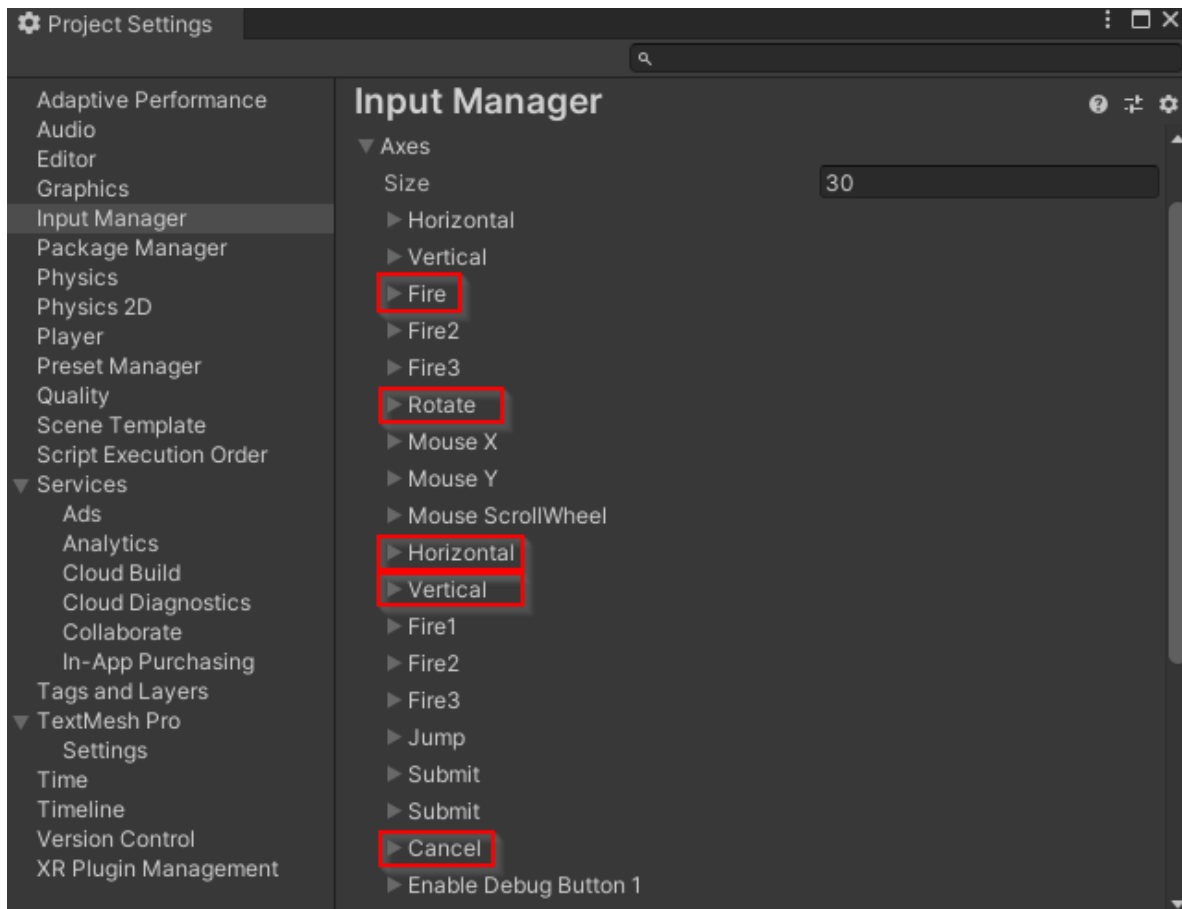 Project Settings
Adaptive Performance
Audio
Editor
Graphics
Input Manager
Package Manager
Physics
Physics 2D
Player
Preset Manager
Quality
Scene Template
Script Execution Order
Services
Ads
Analytics
Cloud Build
Cloud Diagnostics
Collaborate
In-App Purchasing
Tags and Layers
TextMesh Pro
Settings
Time
Timeline
Version Control
XR Plugin Management
Input Manager
Axes
Size 30
Horizontal
Vertical
Fire
Fire2
Fire3
Rotate
Mouse X
Mouse Y
Mouse ScrollWheel
Horizontal
Vertical
Fire1
Fire2
Fire3
Jump
Submit
Submit
Cancel
Enable Debug Button 1